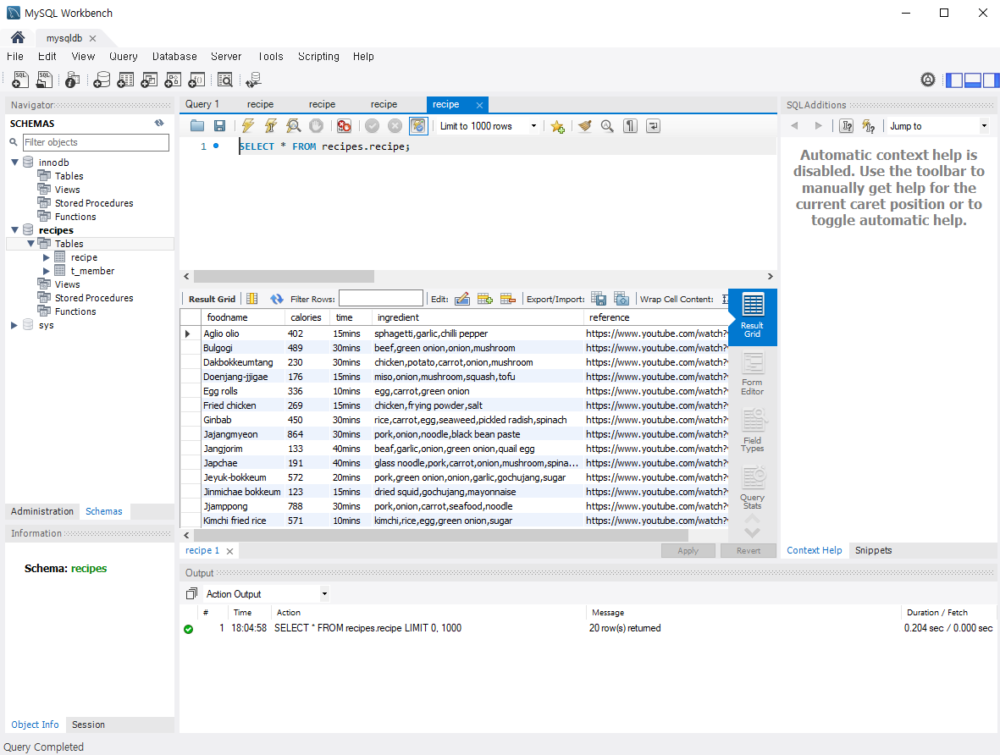 MySQL Workbench
mysqldb
File Edit View Query Database Server Tools Scripting Help
Navigator
SCHEMAS
Filter objects
innodb
Tables
Views
Stored Procedures
Functions
recipes
Tables
recipe
t_member
Views
Stored Procedures
Functions
sys
Administration Schemas
Information
Schema: recipes
Object Info Session
Query Completed
Query 1 recipe recipe recipe recipe
Limit to 1000 rows
1 SELECT * FROM recipes.recipe;
Result Grid Filter Rows: Edit: Export/Import: Wrap Cell Content:
foodname calories time ingredient reference
Aglio olio 402 15mins sphagetti,garlic,chilli pepper https://www.youtube.com/watch?
Bulgogi 489 30mins beef,green onion,onion,mushroom https://www.youtube.com/watch?
Dakbokkeumtang 230 30mins chicken,potato,carrot,onion,mushroom https://www.youtube.com/watch?
Doenjang-jjigae 176 15mins miso,onion,mushroom,squash,tofu https://www.youtube.com/watch?
Egg rolls 336 10mins egg,carrot,green onion https://www.youtube.com/watch?
Fried chicken 269 15mins chicken,frying powder,salt https://www.youtube.com/watch?
Ginbab 450 30mins rice,carrot,egg,seaweed,pickled radish,spinach https://www.youtube.com/watch?
Jajangmyeon 864 30mins pork,onion,noodle,black bean paste https://www.youtube.com/watch?
Jangjorim 133 40mins beaf,garlic,onion,green onion,quail egg https://www.youtube.com/watch?
Japchae 191 40mins glass noodle,pork,carrot,onion,mushroom,spina... https://www.youtube.com/watch?
Jeyuk-bokkeum 572 20mins pork,green onion,onion,garlic,gochujang,sugar https://www.youtube.com/watch?
Jinmichae bokkeum 123 15mins dried squid,gochujang,mayonnaise https://www.youtube.com/watch?
Jjamppong 788 30mins pork,onion,carrot,seafood,noodle https://www.youtube.com/watch?
Kimchi fried rice 571 10mins kimchi,rice,egg,green onion,sugar https://www.youtube.com/watch?
Result
Grid
Form
Editor
Field
Types
Query
Stats
recipe 1 Apply Revert
SQLAdditions
Jump to
Automatic context help is
disabled. Use the toolbar to
manually get help for the
current caret position or to
toggle automatic help.
Context Help Snippets
Output
Action Output
# Time Action Message Duration / Fetch
1 18:04:58 SELECT * FROM recipes.recipe LIMIT 0, 1000 20 row(s) returned 0.204 sec / 0.000 sec